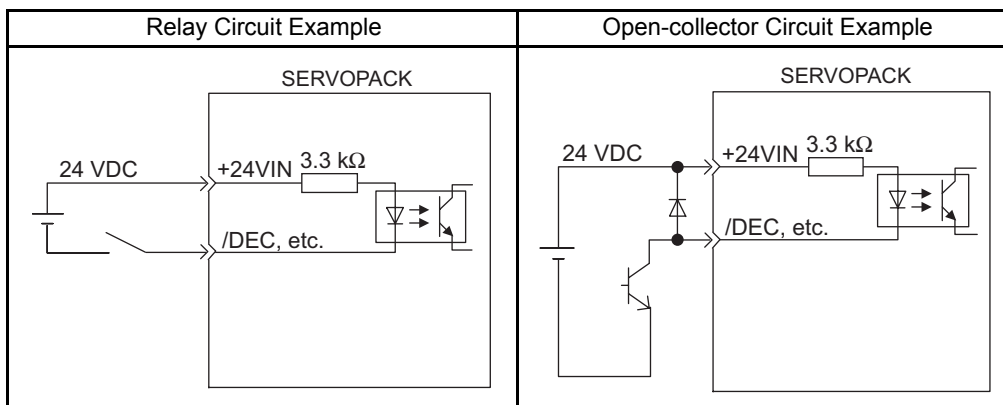 Relay Circuit Example
Open-collector Circuit Example
SERVOPACK
24 VDC
+24VIN
3.3 kΩ
/DEC, etc.
SERVOPACK
24 VDC
+24VIN
3.3 kΩ
/DEC, etc.